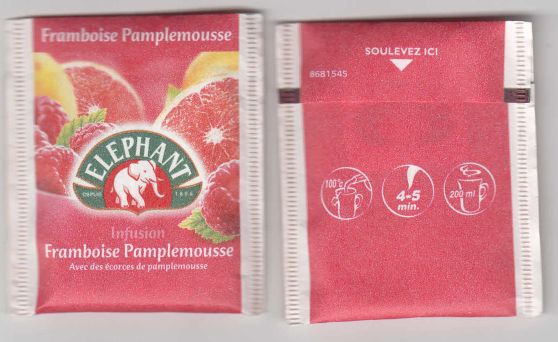 Framboise Pamplemousse
ELEPHANT
DEPUIS 1896
Infusion
Framboise Pamplemousse
Avec des écorces de pamplemousse
SOULEVEZ ICI
8681545
100°c
4-5
min.
200 ml